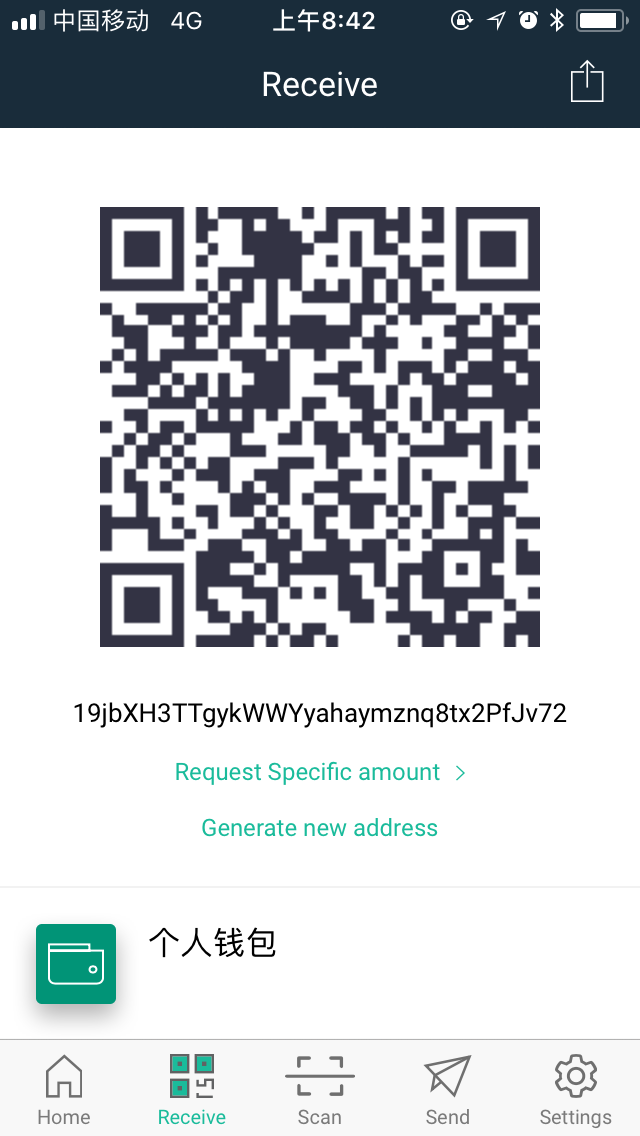 中国移动 4G 上午8:42
Receive
19jbXH3TTgykWWYyahaymznq8tx2PfJv72
Request Specific amount
Generate new address
个人钱包
Home Receive Scan Send Settings